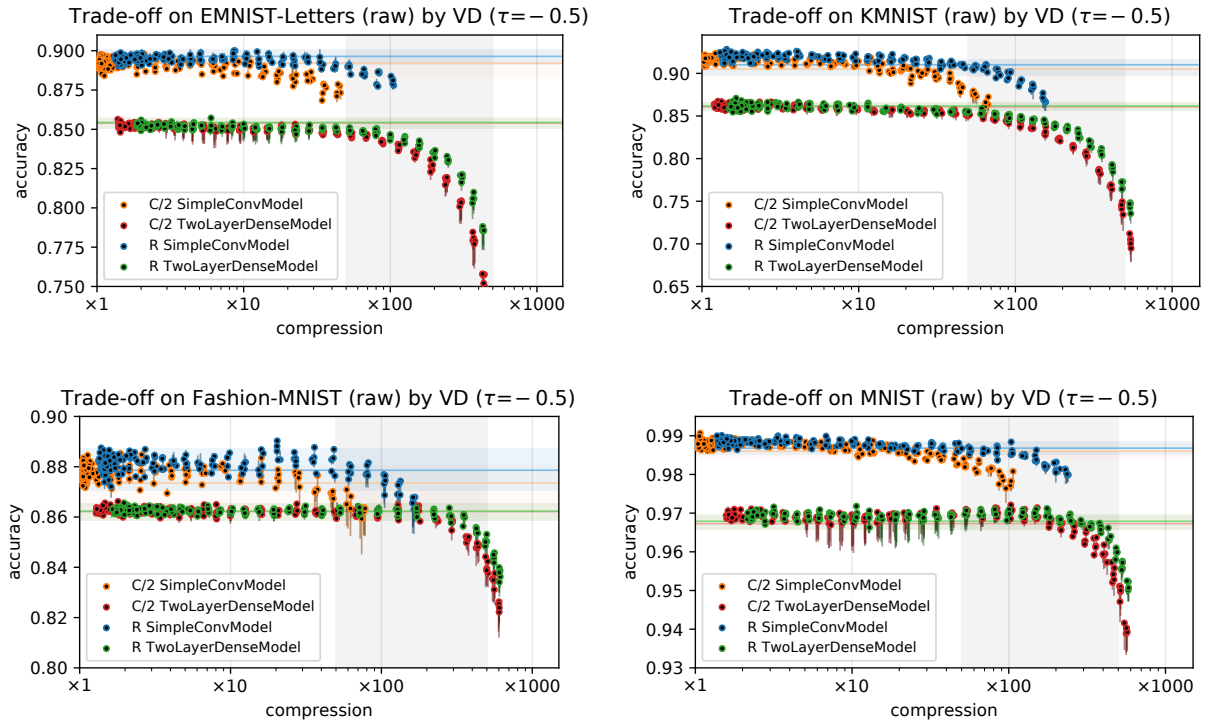 Trade-off on EMNIST-Letters (raw) by VD (τ=−0.5)
0.900
0.875
0.850
0.825
0.800
0.775
0.750
accuracy
C/2 SimpleConvModel
C/2 TwoLayerDenseModel
R SimpleConvModel
R TwoLayerDenseModel
×1
×10
×100
×1000
compression
Trade-off on KMNIST (raw) by VD (τ=−0.5)
0.90
0.85
0.80
0.75
0.70
0.65
accuracy
C/2 SimpleConvModel
C/2 TwoLayerDenseModel
R SimpleConvModel
R TwoLayerDenseModel
×1
×10
×100
×1000
compression
Trade-off on Fashion-MNIST (raw) by VD (τ=−0.5)
0.90
0.88
0.86
0.84
0.82
0.80
accuracy
C/2 SimpleConvModel
C/2 TwoLayerDenseModel
R SimpleConvModel
R TwoLayerDenseModel
×1
×10
×100
×1000
compression
Trade-off on MNIST (raw) by VD (τ=−0.5)
0.99
0.98
0.97
0.96
0.95
0.94
0.93
accuracy
C/2 SimpleConvModel
C/2 TwoLayerDenseModel
R SimpleConvModel
R TwoLayerDenseModel
×1
×10
×100
×1000
compression